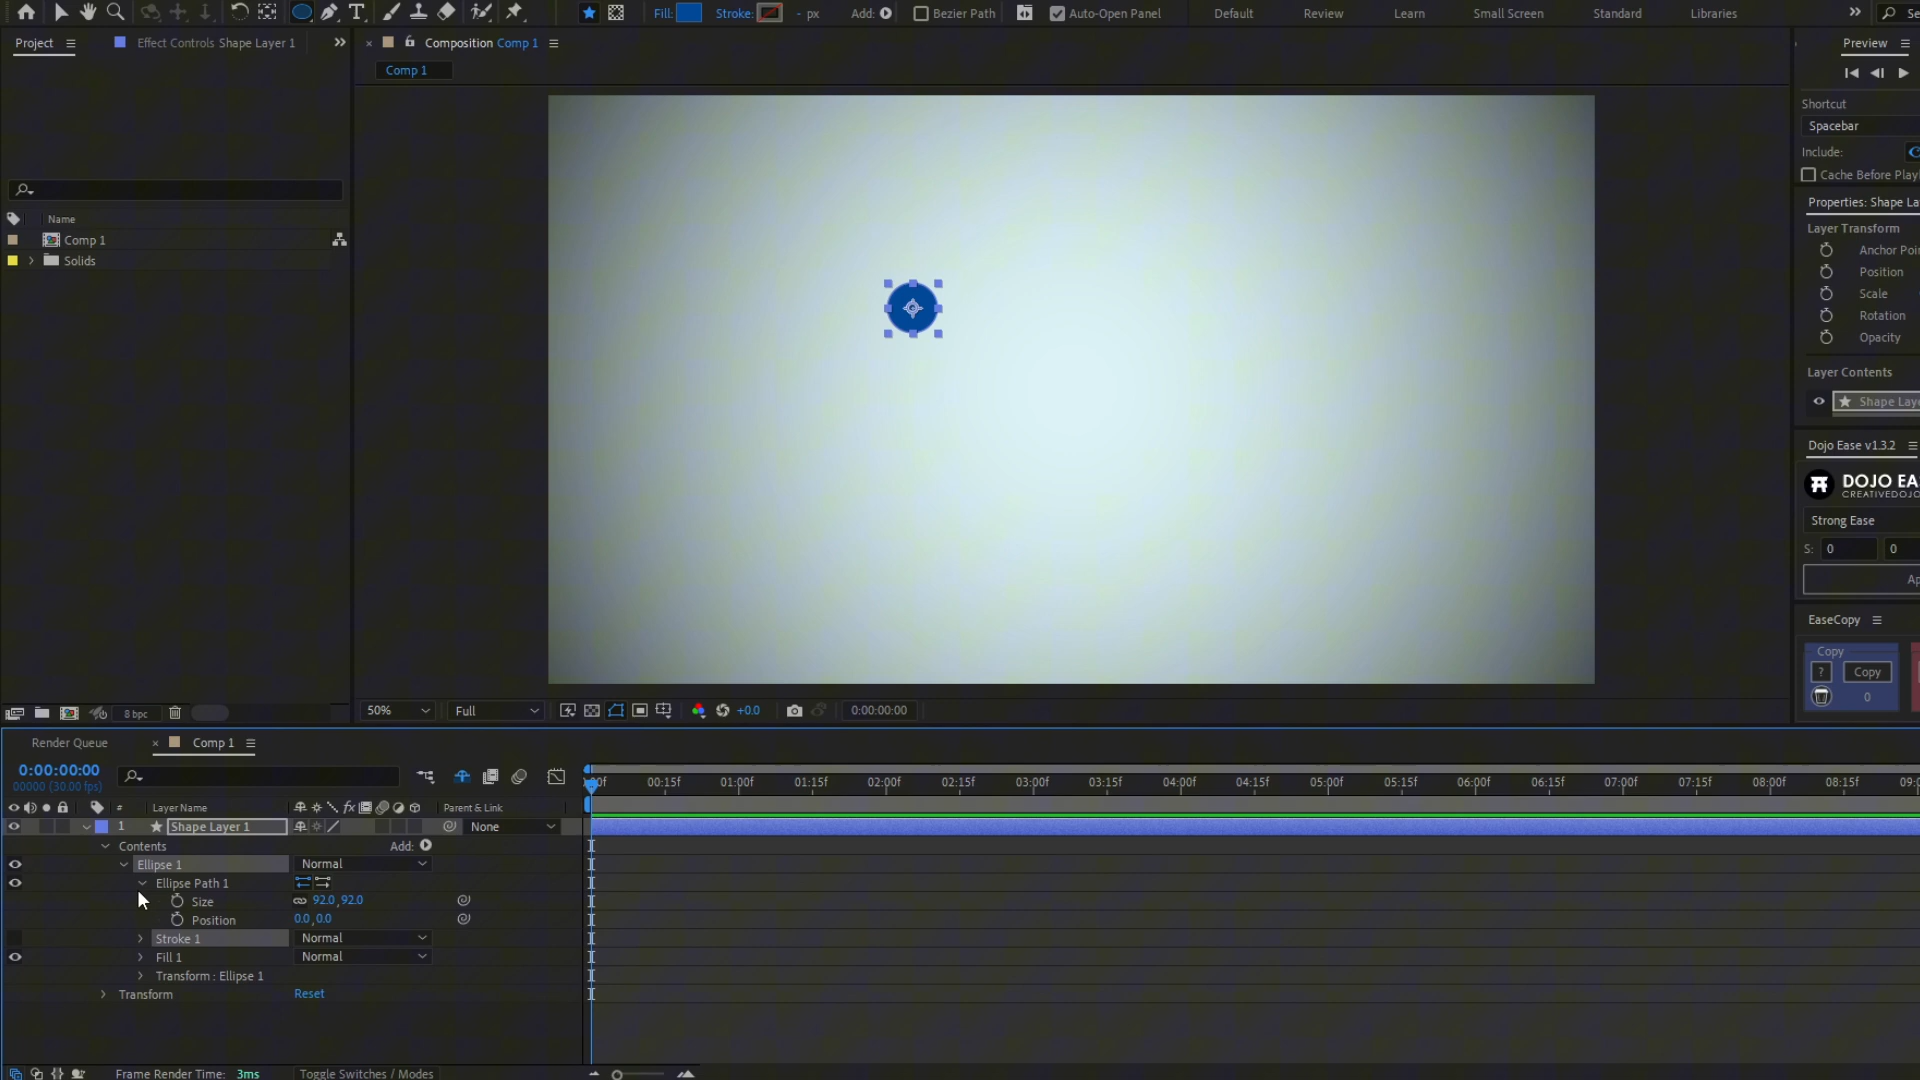 Fill:
Stroke:
- px
Add:
Bezier Path
Auto-Open Panel
Default
Review
Learn
Small Screen
Standard
Libraries
Project
Effect Controls Shape Layer 1
Composition Comp 1
Preview
Comp 1
Shortcut
Spacebar
Include:
Cache Before Play
Name
Comp 1
Solids
Properties: Shape La
Layer Transform
Anchor Poi
Position
Scale
Rotation
Opacity
Layer Contents
Shape Laye
Dojo Ease v1.3.2
DOJO EA
CREATIVEDOJO
Strong Ease
S: 0 0
Ap
EaseCopy
Copy
? Copy
0
8 bpc
50%
Full
+0.0
0:00:00:00
Render Queue
Comp 1
0:00:00:00
00000 (30.00 fps)
:00f 00:15f 01:00f 01:15f 02:00f 02:15f 03:00f 03:15f 04:00f 04:15f 05:00f 05:15f 06:00f 06:15f 07:00f 07:15f 08:00f 08:15f 09:0
# Layer Name fx Parent & Link
1 Shape Layer 1 None
Contents Add:
Ellipse 1 Normal
Ellipse Path 1
Size 92.0,92.0
Position 0.0,0.0
Stroke 1 Normal
Fill 1 Normal
Transform : Ellipse 1
Transform Reset
Frame Render Time: 3ms
Toggle Switches / Modes